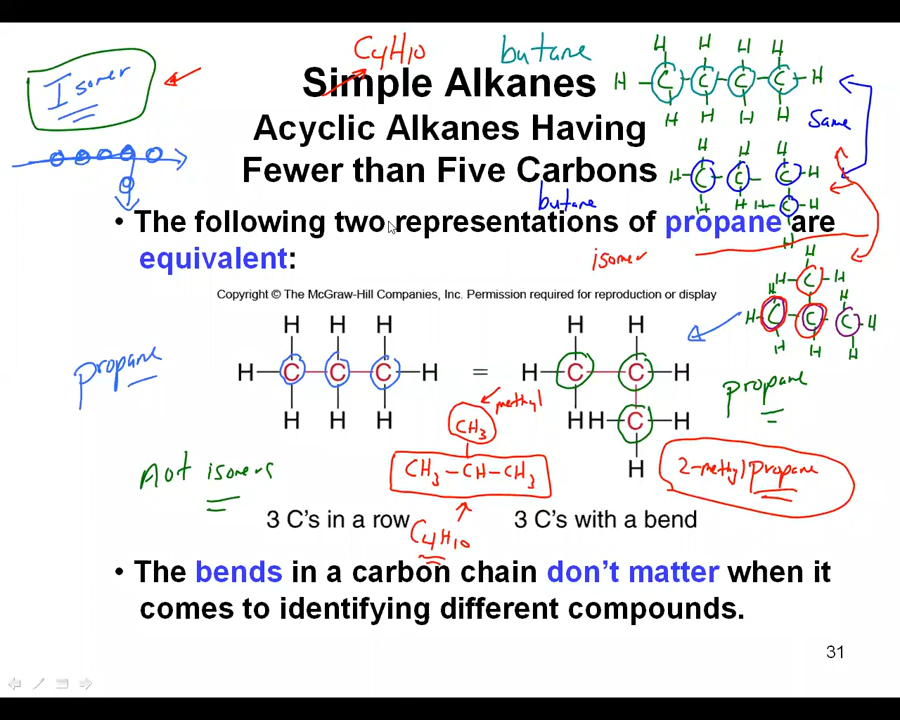 C4H10 butane
Isomer
Simple Alkanes
Acyclic Alkanes Having
Fewer than Five Carbons
H H H H
H-C-C-C-C-H
H H H H
Same
H H H
H-C-C-C-H
H H H-C-H
H
butane
• The following two representations of propane are
equivalent:
isomer
H
H-C-H
H H
H-C-C-C-H
H H H
Copyright © The McGraw-Hill Companies, Inc. Permission required for reproduction or display
H H H H H
H—C—C—C—H = H—C—C—H
H H H H H—C—H
H
propane
propane
methyl
CH3
CH3-CH-CH3
2-methylpropane
Not isomers
3 C's in a row 3 C's with a bend
C4H10
• The bends in a carbon chain don't matter when it
comes to identifying different compounds.
31